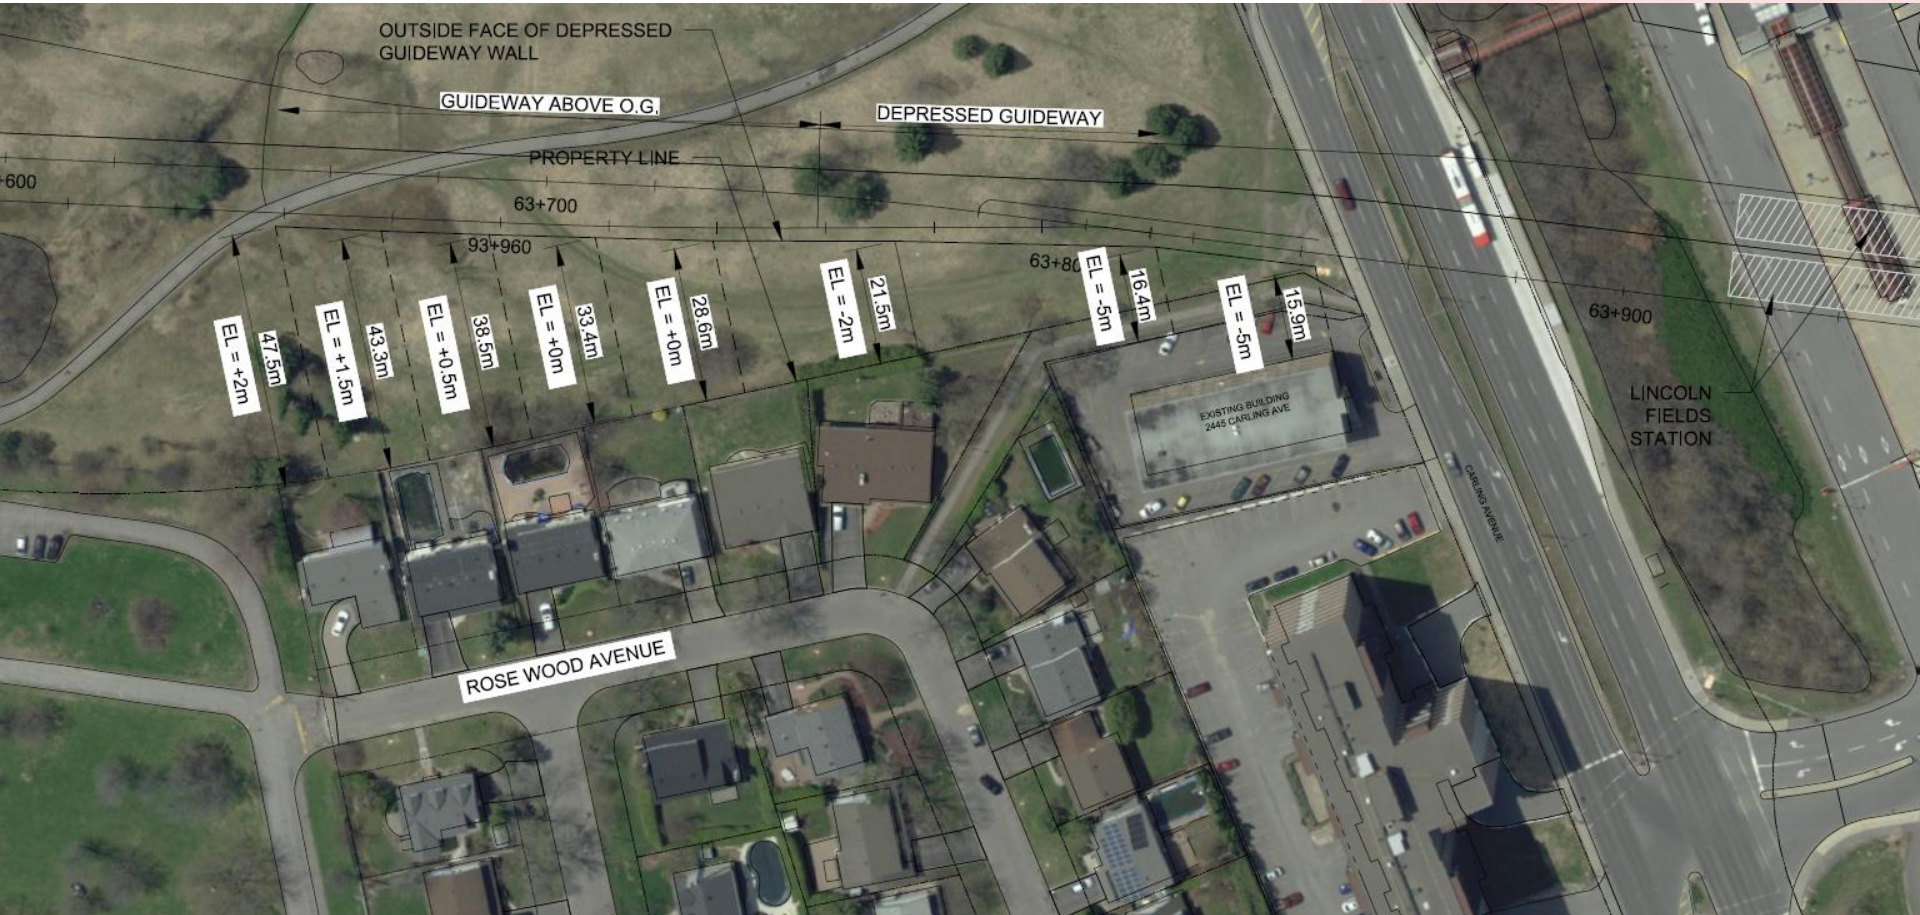 OUTSIDE FACE OF DEPRESSED
GUIDEWAY WALL
GUIDEWAY ABOVE O.G.
DEPRESSED GUIDEWAY
PROPERTY LINE
+600
63+700
93+960
63+80
63+900
EL = +2m
47.5m
EL = +1.5m
43.3m
EL = +0.5m
38.5m
EL = +0m
33.4m
EL = +0m
28.6m
EL = -2m
21.5m
EL = -5m
16.4m
EL = -5m
15.9m
EXISTING BUILDING
2445 CARLING AVE
LINCOLN
FIELDS
STATION
CARLING AVENUE
ROSE WOOD AVENUE